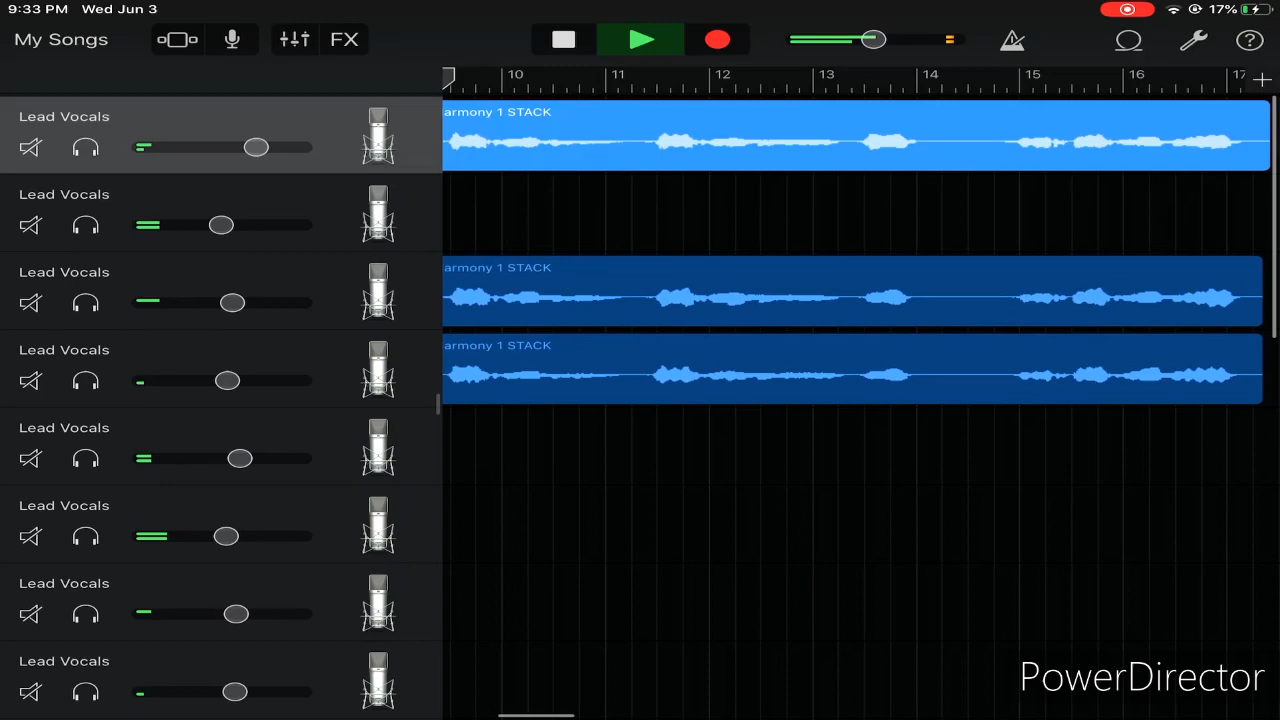 9:33 PM Wed Jun 3
17%
My Songs
FX
10 11 12 13 14 15 16 17
Lead Vocals
armony 1 STACK
Lead Vocals
Lead Vocals
armony 1 STACK
Lead Vocals
armony 1 STACK
Lead Vocals
Lead Vocals
Lead Vocals
Lead Vocals
PowerDirector